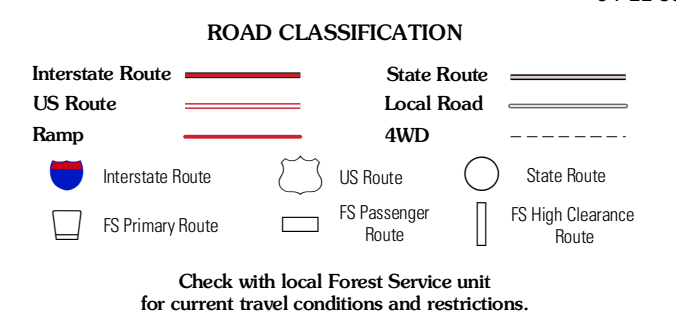 ROAD CLASSIFICATION
Interstate Route
State Route
US Route
Local Road
Ramp
4WD
Interstate Route
US Route
State Route
FS Primary Route
FS Passenger
Route
FS High Clearance
Route
Check with local Forest Service unit
for current travel conditions and restrictions.